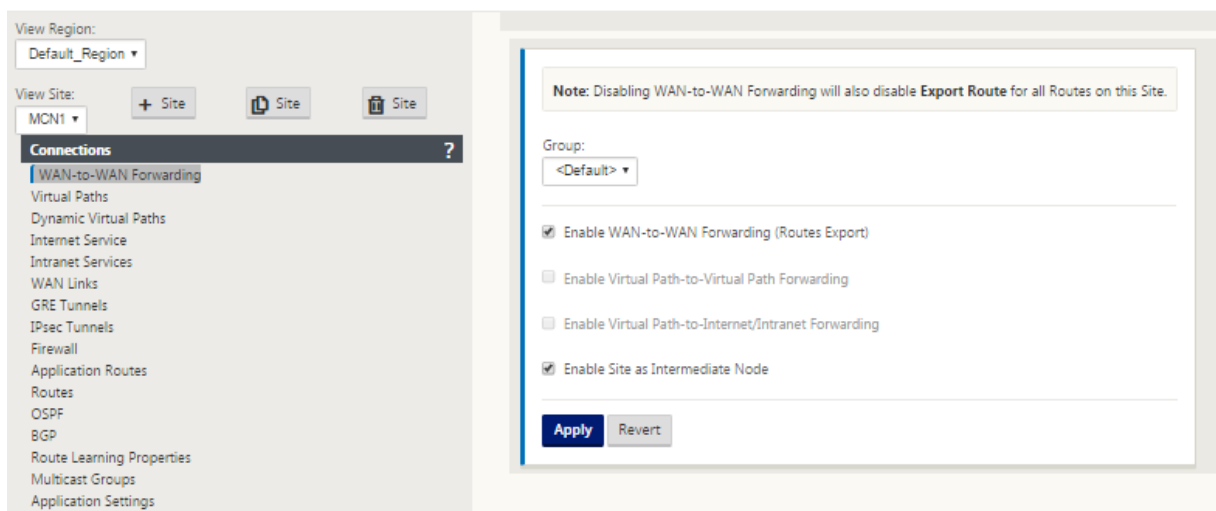 View Region:
Default_Region
View Site:
MCN1
+ Site
Site
Site
Connections ?
WAN-to-WAN Forwarding
Virtual Paths
Dynamic Virtual Paths
Internet Service
Intranet Services
WAN Links
GRE Tunnels
IPsec Tunnels
Firewall
Application Routes
Routes
OSPF
BGP
Route Learning Properties
Multicast Groups
Application Settings
Note: Disabling WAN-to-WAN Forwarding will also disable Export Route for all Routes on this Site.
Group:
<Default>
Enable WAN-to-WAN Forwarding (Routes Export)
Enable Virtual Path-to-Virtual Path Forwarding
Enable Virtual Path-to-Internet/Intranet Forwarding
Enable Site as Intermediate Node
Apply Revert